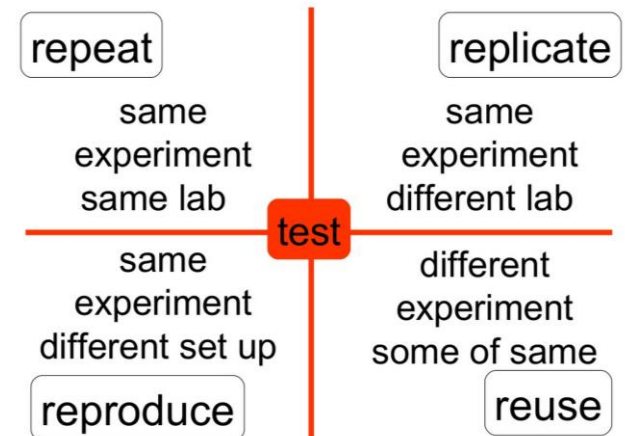 repeat
same
experiment
same lab
replicate
same
experiment
different lab
test
same
experiment
different set up
reproduce
different
experiment
some of same
reuse